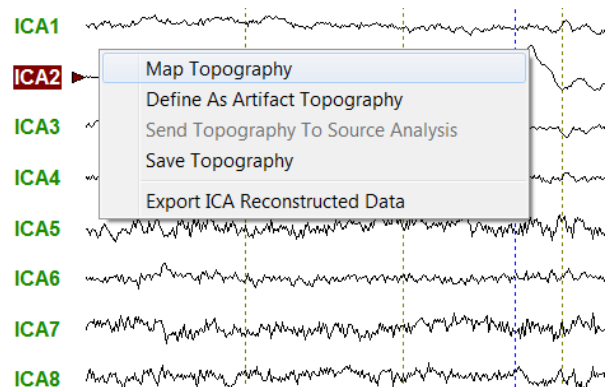 ICA1
ICA2
Map Topography
Define As Artifact Topography
ICA3
Send Topography To Source Analysis
Save Topography
ICA4
Export ICA Reconstructed Data
ICA5
ICA6
ICA7
ICA8